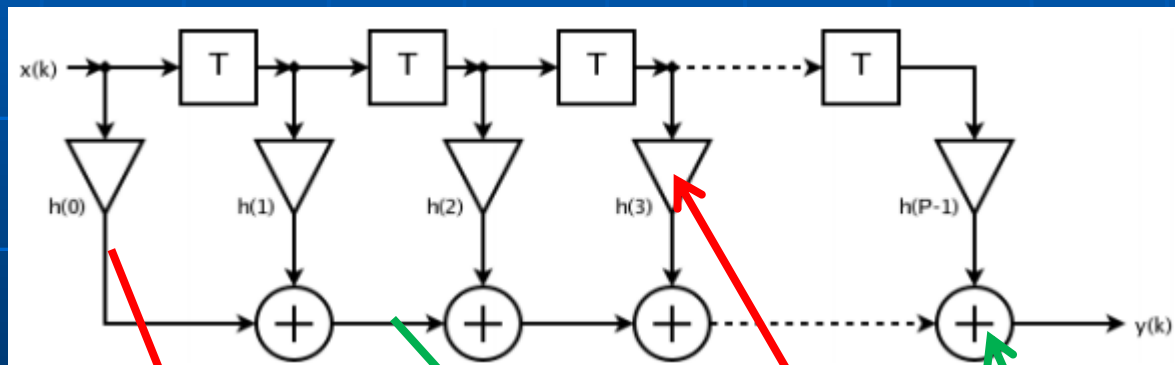 x(k) T T T T
h(0) h(1) h(2) h(3) h(P-1)
+ + + + y(k)